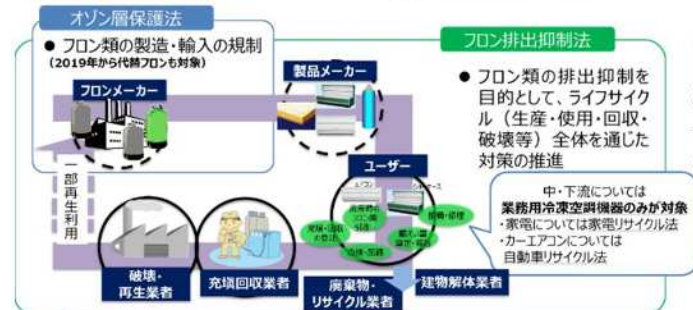 オゾン層保護法
● フロン類の製造・輸入の規制
(2019年から代替フロンも対象)
フロンメーカー
製品メーカー
フロン排出抑制法
● フロン類の排出抑制を
目的として、ライフサイク
ル（生産・使用・回収・
破壊等）全体を通じた
対策の推進
ユーザー
一部再生利用
中・下流については
業務用冷凍空調機器のみが対象
・家電については家電リサイクル法
・カーエアコンについては
自動車リサイクル法
破壊・
再生業者
充塡回収業者
廃棄物・
リサイクル業者
建物解体業者